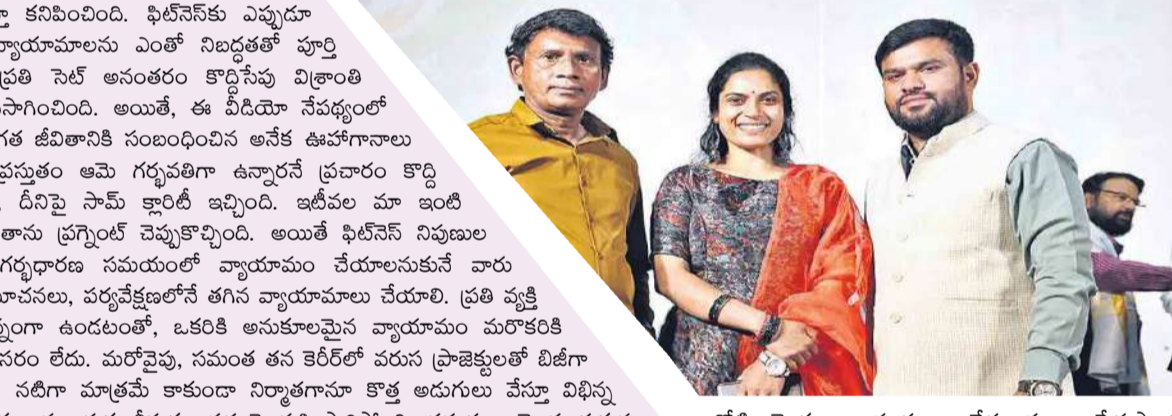 కనిపించింది. ఫిట్‌నెస్‌కు ఎప్పుడూ
వ్యాయామాలను ఎంతో నిబద్ధతతో పూర్తి
ప్రతి సెట్ అనంతరం కొద్దిసేపు విశ్రాంతి
సాగించింది. అయితే, ఈ వీడియో నేపథ్యంలో
గత జీవితానికి సంబంధించిన అనేక ఊహాగానాలు
ప్రస్తుతం ఆమె గర్భవతిగా ఉన్నారనే ప్రచారం కొద్ది
దీనిపై సామ్ క్లారిటీ ఇచ్చింది. ఇటీవల మా ఇంటి
తాను ప్రగ్నెంట్ చెప్పుకొచ్చింది. అయితే ఫిట్‌నెస్ నిపుణుల
గర్భధారణ సమయంలో వ్యాయామం చేయాలనుకునే వారు
సూచనలు, పర్యవేక్షణలోనే తగిన వ్యాయామాలు చేయాలి. ప్రతి వ్యక్తి
న్నంగా ఉండటంతో, ఒకరికి అనుకూలమైన వ్యాయామం మరొకరికి
సరం లేదు. మరోవైపు, సమంత తన కెరీర్‌లో వరుస ప్రాజెక్టులతో బిజీగా
నటిగా మాత్రమే కాకుండా నిర్మాతగానూ కొత్త అడుగులు వేస్తూ విభిన్న